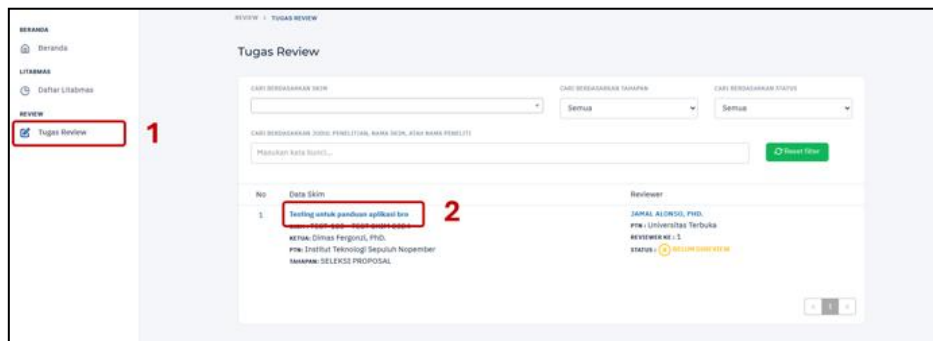 REVIEW › TUGAS REVIEW
BERANDA
Beranda
LITABMAS
Daftar Litabmas
REVIEW
Tugas Review
1
Tugas Review
CARI BERDASARKAN SKIM
CARI BERDASARKAN TAHAPAN
CARI BERDASARKAN STATUS
Semua
Semua
CARI BERDASARKAN JUDUL PENELITIAN, NAMA SKIM, ATAU NAMA PENELITI
Masukan kata kunci...
Reset filter
No Data Skim Reviewer
1
Testing untuk panduan aplikasi bro
2
KETUA: Dimas Fergonzi, PhD.
PTN: Institut Teknologi Sepuluh Nopember
TAHAPAN: SELEKSI PROPOSAL
JAMAL ALONSO, PHD.
PTN: Universitas Terbuka
REVIEWER KE: 1
STATUS: BELUM DIREVIEW
« 1 »